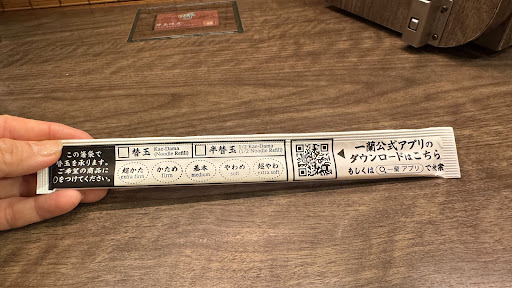 この箸袋で
替玉を承ります。
ご希望の商品に
○をつけてください。
替玉 Kae-Dama
(Noodle Refill)
半替玉 1/2 Kae-Dama
(1/2 Noodle Refill)
超かた
extra firm
かため
firm
基本
medium
やわめ
soft
超やわ
extra soft
一蘭公式アプリの
ダウンロードはこちら
もしくは 一蘭 アプリ で検索